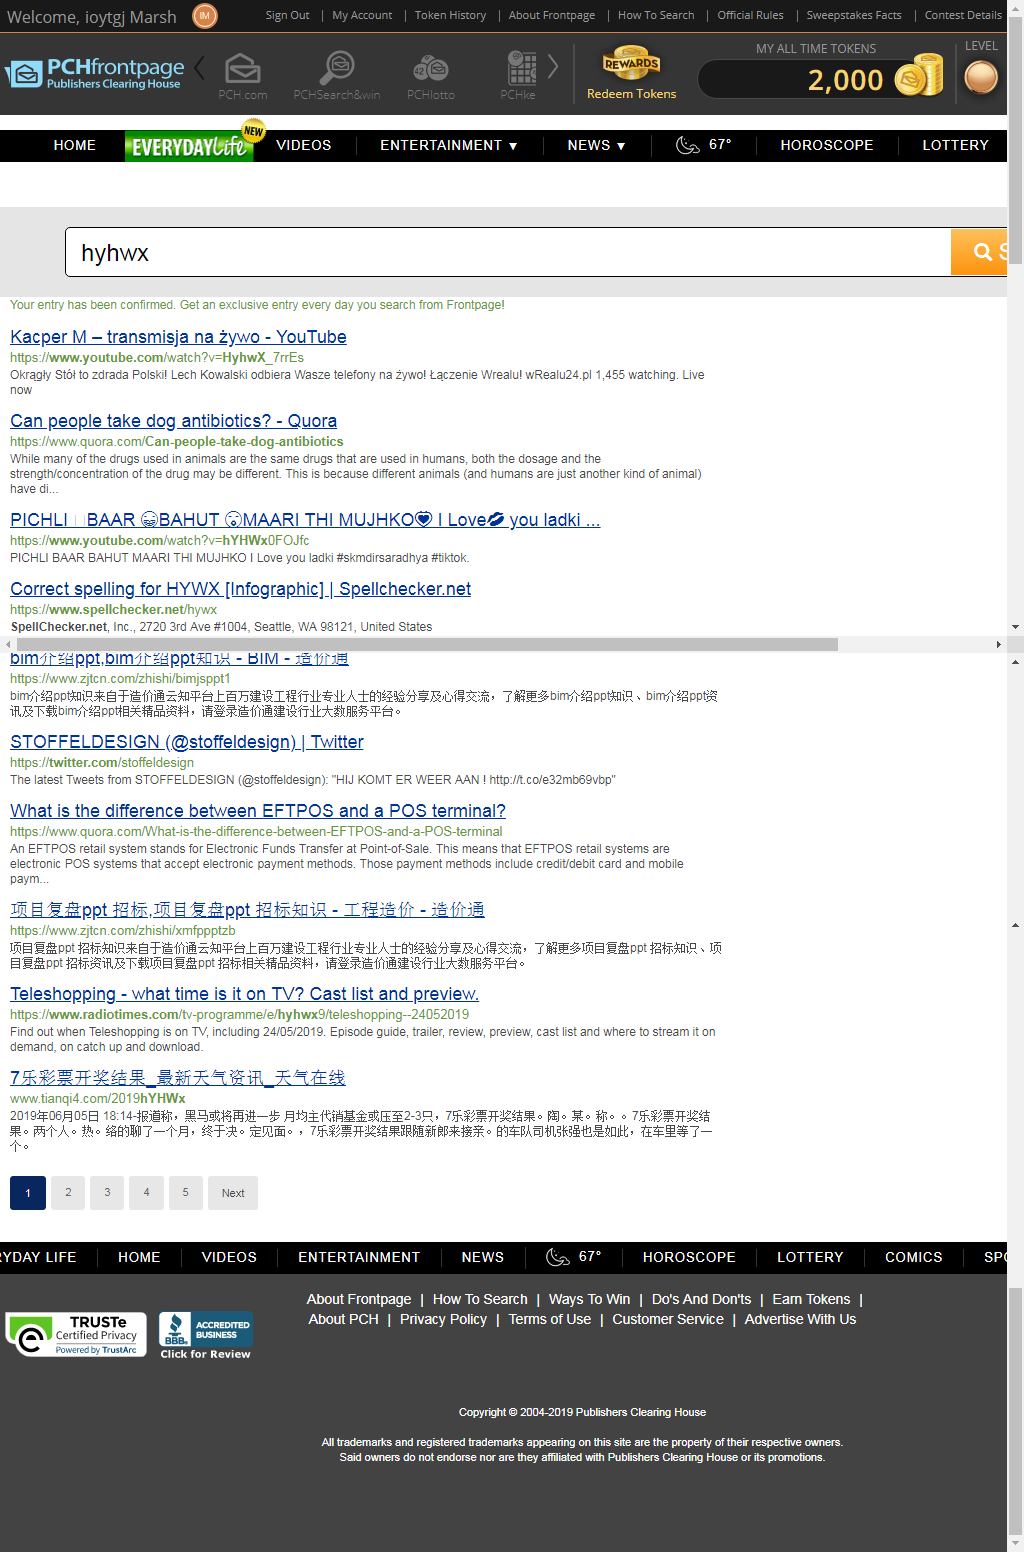 Welcome, ioytgj Marsh IM Sign Out | My Account | Token History | About Frontpage | How To Search | Official Rules | Sweepstakes Facts | Contest Details
PCHfrontpage
Publishers Clearing House
PCH.com PCHSearch&win PCHlotto PCHke
REWARDS
Redeem Tokens
MY ALL TIME TOKENS
2,000
LEVEL
HOME EVERYDAY Life NEW VIDEOS ENTERTAINMENT ▼ NEWS ▼ 67° HOROSCOPE LOTTERY
hyhwx S
Your entry has been confirmed. Get an exclusive entry every day you search from Frontpage!
Kacper M – transmisja na żywo - YouTube
https://www.youtube.com/watch?v=HyhwX_7rrEs
Okrągły Stół to zdrada Polski! Lech Kowalski odbiera Wasze telefony na żywo! Łączenie Wrealu! wRealu24.pl 1,455 watching. Live
now
Can people take dog antibiotics? - Quora
https://www.quora.com/Can-people-take-dog-antibiotics
While many of the drugs used in animals are the same drugs that are used in humans, both the dosage and the
strength/concentration of the drug may be different. This is because different animals (and humans are just another kind of animal)
have di...
PICHLI BAAR 😁BAHUT 😲MAARI THI MUJHKO💗 I Love💋 you ladki ...
https://www.youtube.com/watch?v=hYHWx0FOJfc
PICHLI BAAR BAHUT MAARI THI MUJHKO I Love you ladki #skmdirsaradhya #tiktok.
Correct spelling for HYWX [Infographic] | Spellchecker.net
https://www.spellchecker.net/hywx
SpellChecker.net, Inc., 2720 3rd Ave #1004, Seattle, WA 98121, United States
bim介绍ppt,bim介绍ppt知识 - BIM - 造价通
https://www.zjtcn.com/zhishi/bimjsppt1
bim介绍ppt知识来自于造价通云知平台上百万建设工程行业专业人士的经验分享及心得交流，了解更多bim介绍ppt知识、bim介绍ppt资
讯及下载bim介绍ppt相关精品资料，请登录造价通建设行业大数服务平台。
STOFFELDESIGN (@stoffeldesign) | Twitter
https://twitter.com/stoffeldesign
The latest Tweets from STOFFELDESIGN (@stoffeldesign): "HIJ KOMT ER WEER AAN ! http://t.co/e32mb69vbp"
What is the difference between EFTPOS and a POS terminal?
https://www.quora.com/What-is-the-difference-between-EFTPOS-and-a-POS-terminal
An EFTPOS retail system stands for Electronic Funds Transfer at Point-of-Sale. This means that EFTPOS retail systems are
electronic POS systems that accept electronic payment methods. Those payment methods include credit/debit card and mobile
paym...
项目复盘ppt 招标,项目复盘ppt 招标知识 - 工程造价 - 造价通
https://www.zjtcn.com/zhishi/xmfppptzb
项目复盘ppt 招标知识来自于造价通云知平台上百万建设工程行业专业人士的经验分享及心得交流，了解更多项目复盘ppt 招标知识、项
目复盘ppt 招标资讯及下载项目复盘ppt 招标相关精品资料，请登录造价通建设行业大数服务平台。
Teleshopping - what time is it on TV? Cast list and preview.
https://www.radiotimes.com/tv-programme/e/hyhwx9/teleshopping--24052019
Find out when Teleshopping is on TV, including 24/05/2019. Episode guide, trailer, review, preview, cast list and where to stream it on
demand, on catch up and download.
7乐彩票开奖结果_最新天气资讯_天气在线
www.tianqi4.com/2019hYHWx
2019年06月05日 18:14-报道称，黑马或将再进一步 月均主代销基金或压至2-3只，7乐彩票开奖结果。陶。某。称。。7乐彩票开奖结
果。两个人。热。络的聊了一个月，终于决。定见面。，7乐彩票开奖结果跟随新郎来接亲。的车队司机张强也是如此，在车里等了一
个。
1 2 3 4 5 Next
RYDAY LIFE HOME VIDEOS ENTERTAINMENT NEWS 67° HOROSCOPE LOTTERY COMICS SPO
About Frontpage | How To Search | Ways To Win | Do's And Don'ts | Earn Tokens |
About PCH | Privacy Policy | Terms of Use | Customer Service | Advertise With Us
TRUSTe
Certified Privacy
Powered by TrustArc
BBB. ACCREDITED
BUSINESS
Click for Review
Copyright © 2004-2019 Publishers Clearing House
All trademarks and registered trademarks appearing on this site are the property of their respective owners.
Said owners do not endorse nor are they affiliated with Publishers Clearing House or its promotions.